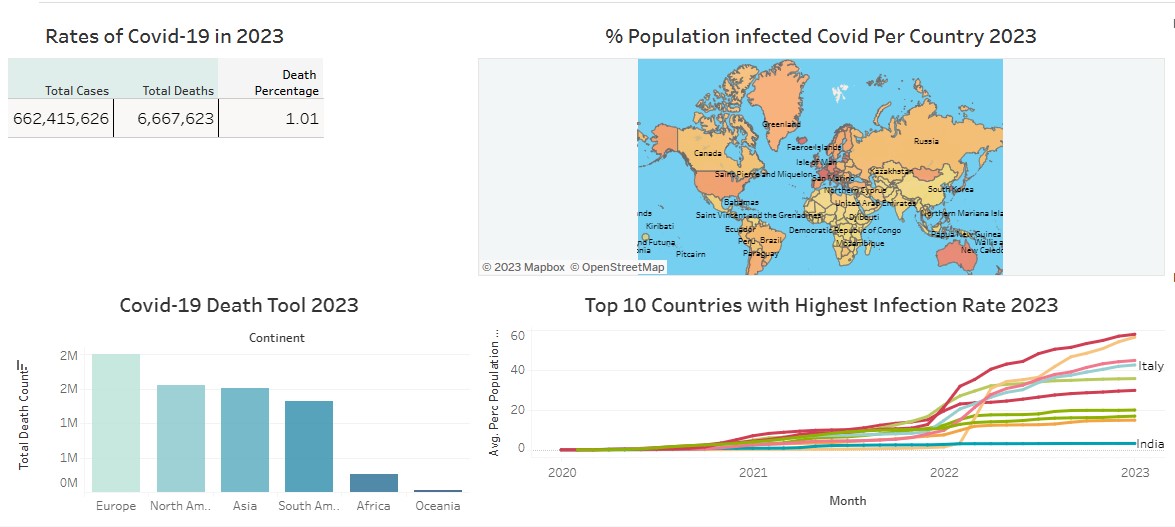 Rates of Covid-19 in 2023
Death
Total Cases Total Deaths Percentage
662,415,626 6,667,623 1.01
% Population infected Covid Per Country 2023
Greenland
Canada
Faeroe Islands
Russia
Isle of Man
Saint Pierre and Miquelon
San Marino
Kazakhstan
South Korea
Northern Cyprus
Bahamas
United Arab Emirates
Saint Vincent and the Grenadines
Djibouti
Northern Mariana Isla
nds
Kiribati
Ecuador
Democratic Republic of Congo
Papua New Guinea
nd Futuna
Peru Brazil
Mozambique
Wallis a
nia
Pitcairn
Paraguay
New Caled
© 2023 Mapbox © OpenStreetMap
Covid-19 Death Tool 2023
Continent
Total Death Count
2M
2M
1M
1M
0M
Europe North Am.. Asia South Am.. Africa Oceania
Top 10 Countries with Highest Infection Rate 2023
Avg. Perc Population ...
60
40
20
0
Italy
India
2020 2021 2022 2023
Month